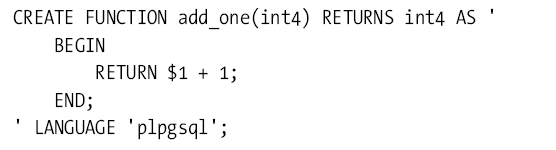 CREATE FUNCTION add_one(int4) RETURNS int4 AS '
    BEGIN
        RETURN $1 + 1;
    END;
' LANGUAGE 'plpgsql';